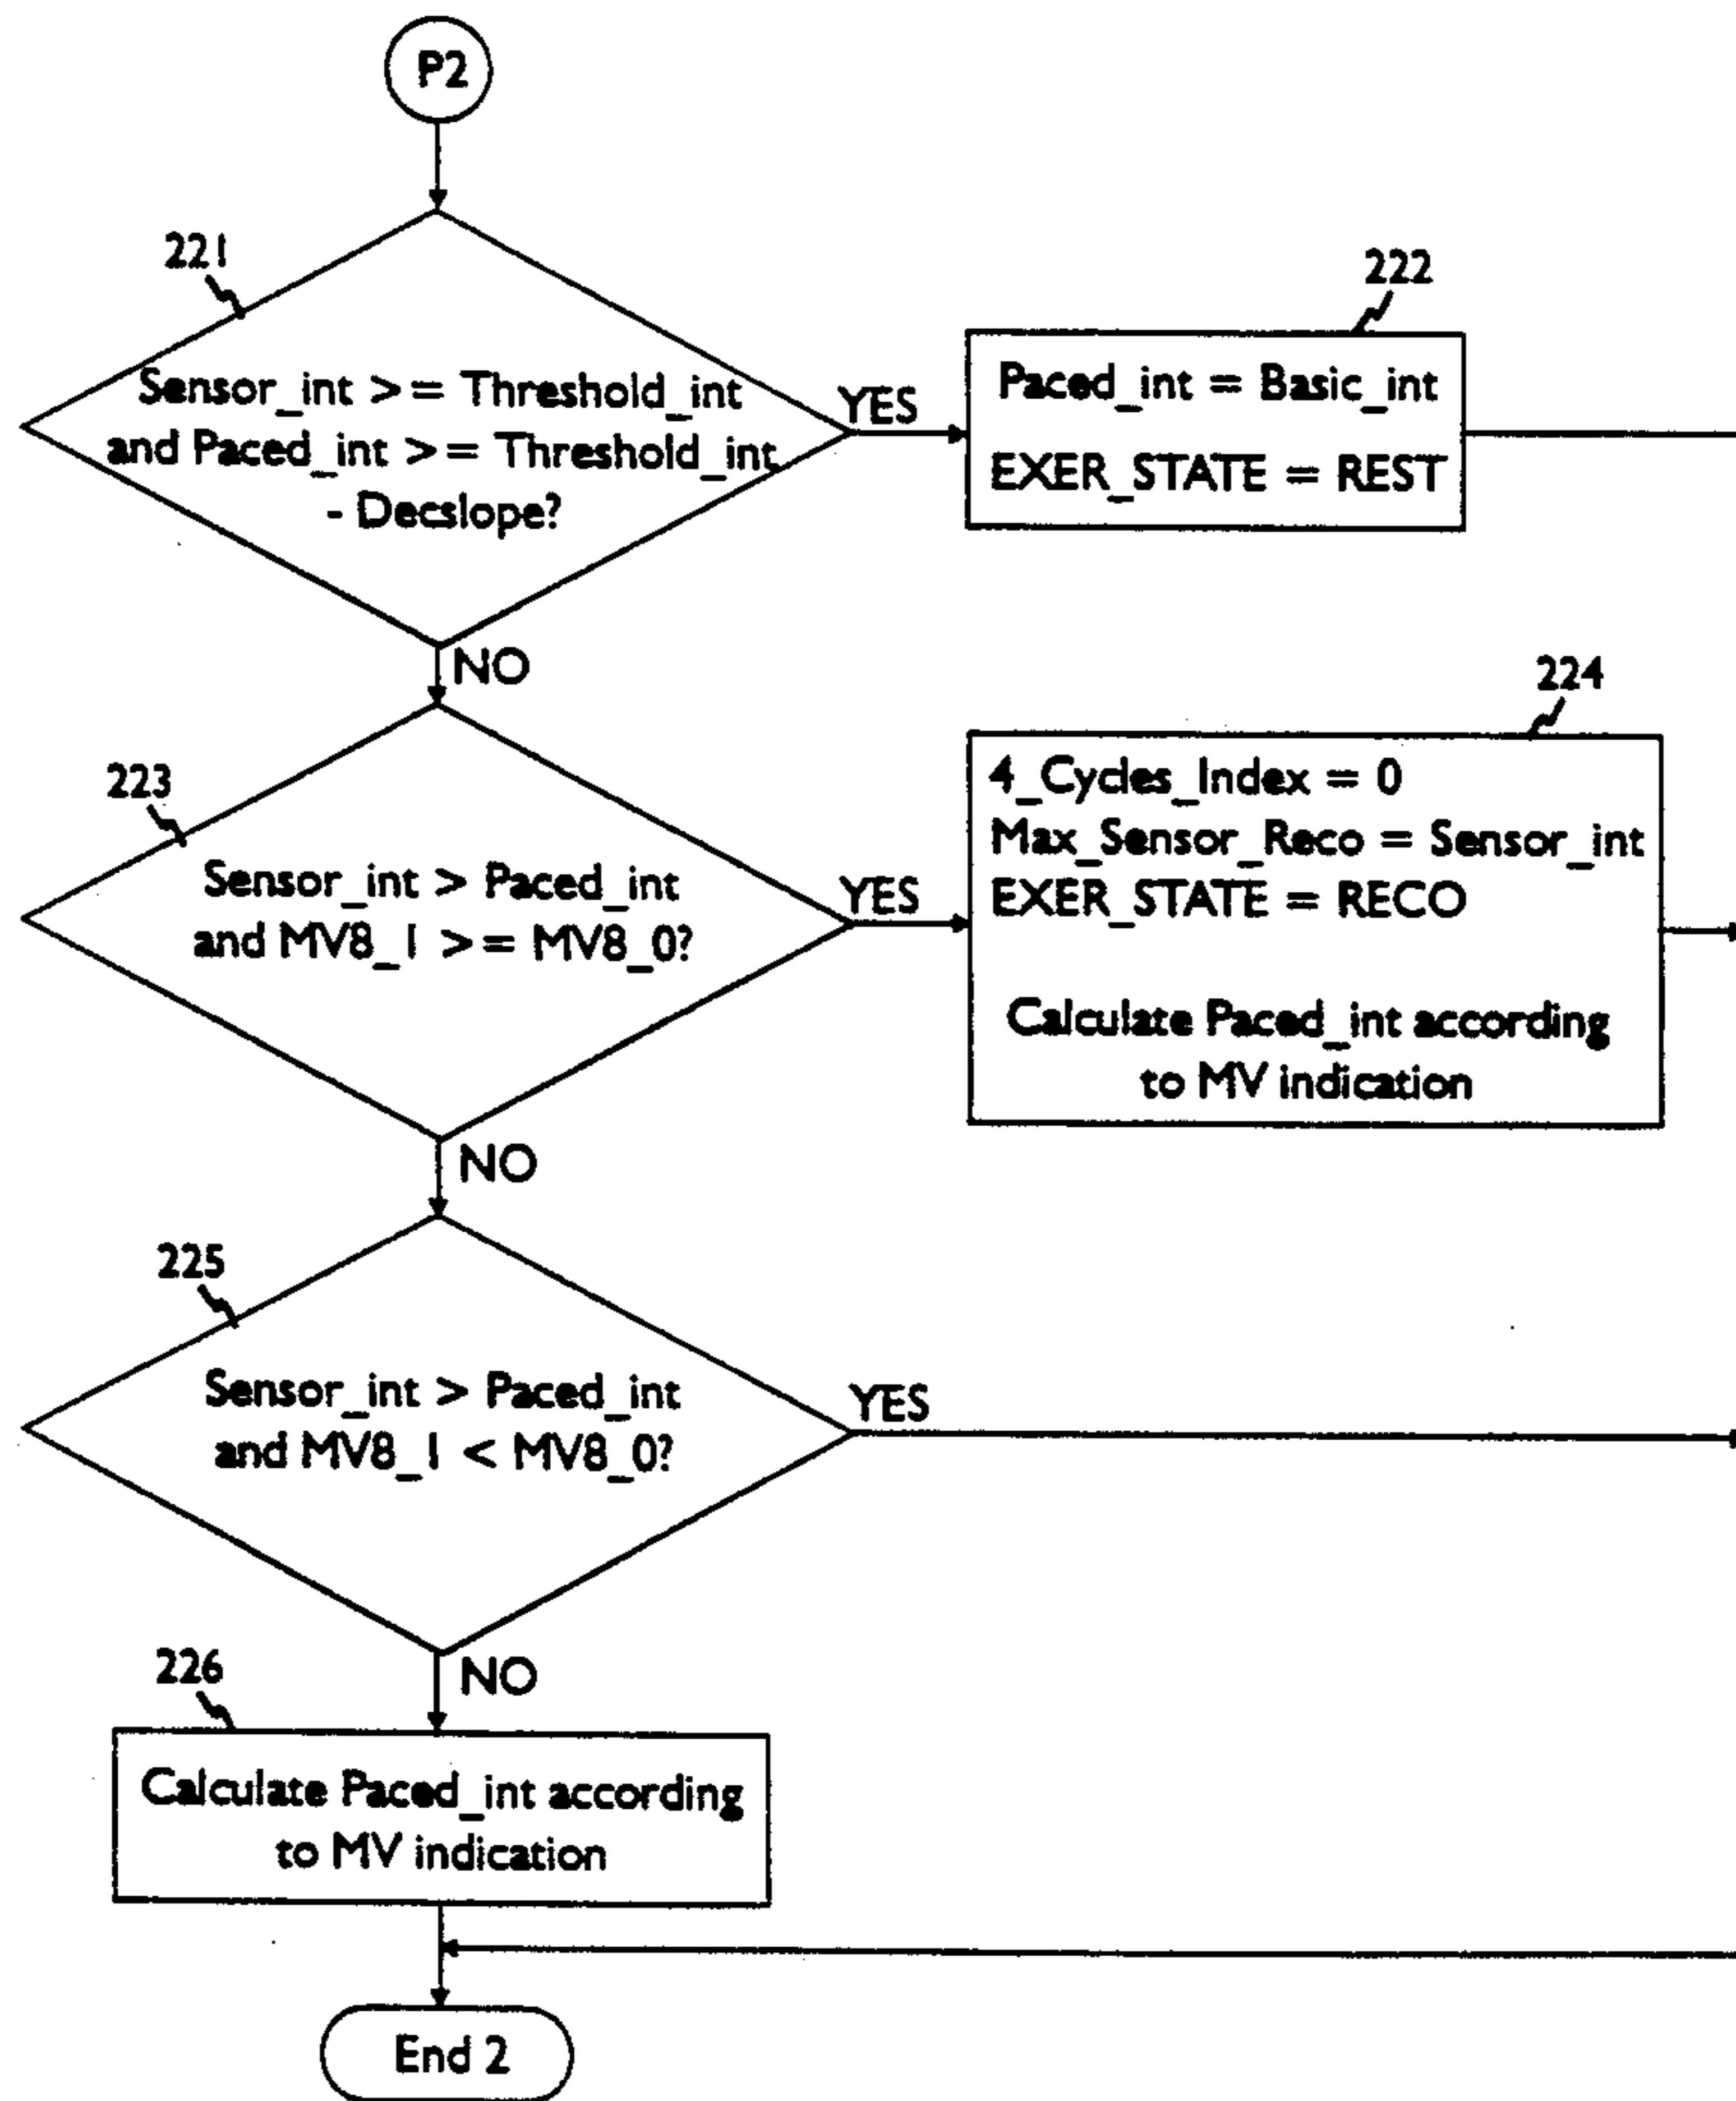 P2
221
Sensor_int >= Threshold_int
and Paced_int >= Threshold_int
- Decslope?
YES
222
Paced_int = Basic_int
EXER_STATE = REST
NO
223
Sensor_int > Paced_int
and MV8_1 >= MV8_0?
YES
224
4_Cycles_Index = 0
Max_Sensor_Reco = Sensor_int
EXER_STATE = RECO
Calculate Paced_int according
to MV indication
NO
225
Sensor_int > Paced_int
and MV8_1 < MV8_0?
YES
NO
226
Calculate Paced_int according
to MV indication
End 2